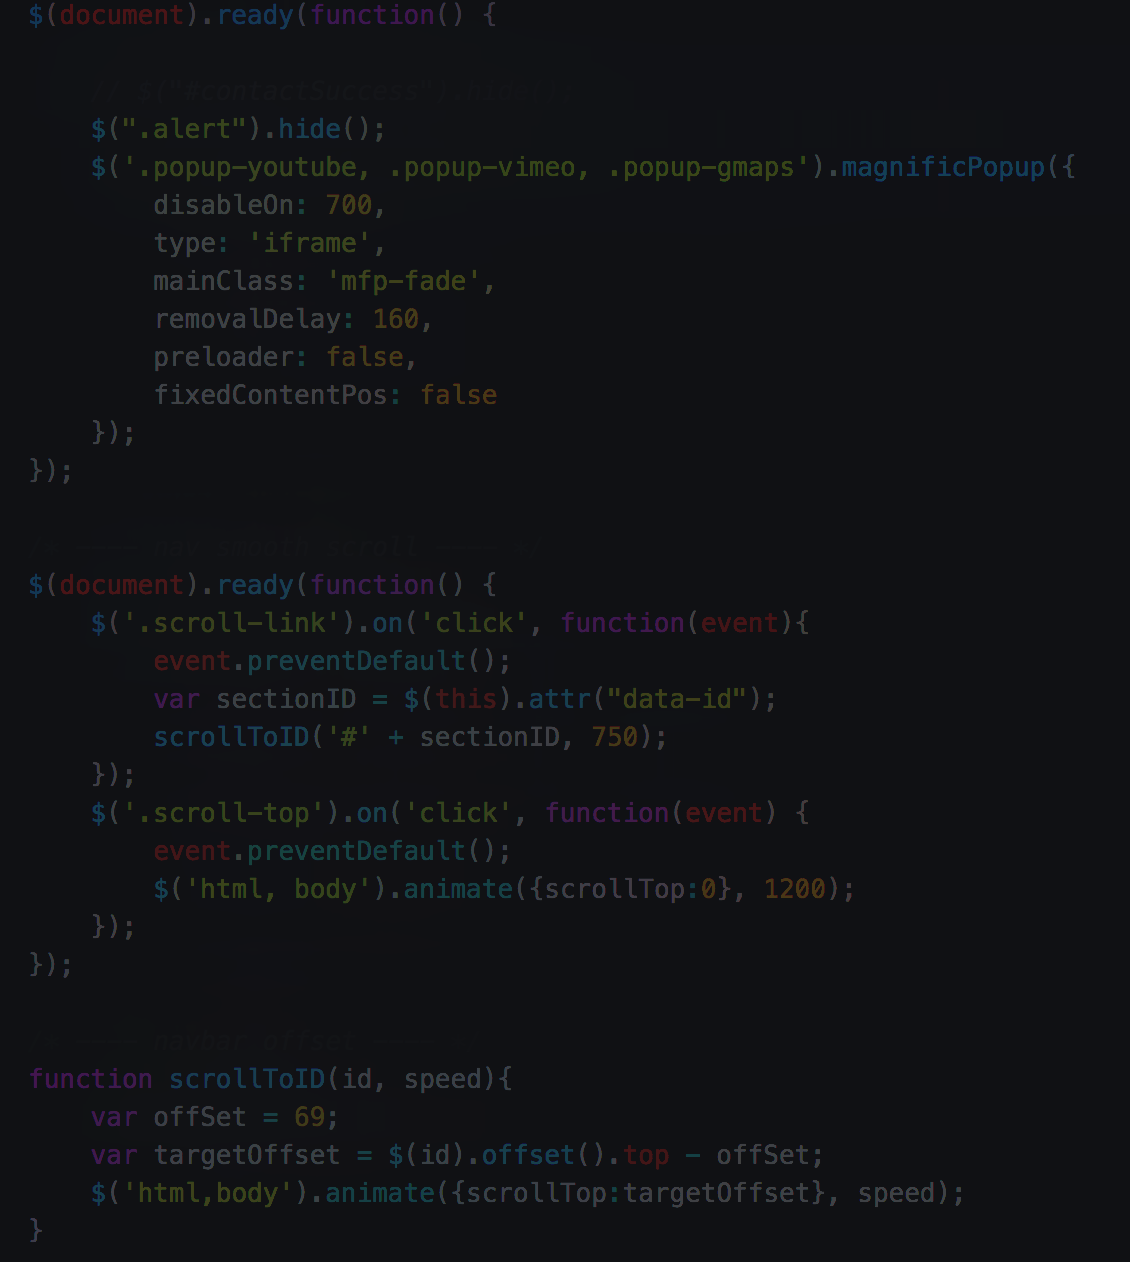 $(document).ready(function() {
    // $("#contactSuccess").hid
    $(".alert").hide();
    $('.popup-youtube, .popup-vimeo, .popup-gmaps').magnificPopup({
        disableOn: 700,
        type: 'iframe',
        mainClass: 'mfp-fade',
        removalDelay: 160,
        preloader: false,
        fixedContentPos: false
    });
});
/* ---- nav smooth scroll ---- */
$(document).ready(function() {
    $('.scroll-link').on('click', function(event){
        event.preventDefault();
        var sectionID = $(this).attr("data-id");
        scrollToID('#' + sectionID, 750);
    });
    $('.scroll-top').on('click', function(event) {
        event.preventDefault();
        $('html, body').animate({scrollTop:0}, 1200);
    });
});
/* ---- navbar offset ----
function scrollToID(id, speed){
    var offSet = 69;
    var targetOffset = $(id).offset().top - offSet;
    $('html,body').animate({scrollTop:targetOffset}, speed);
}